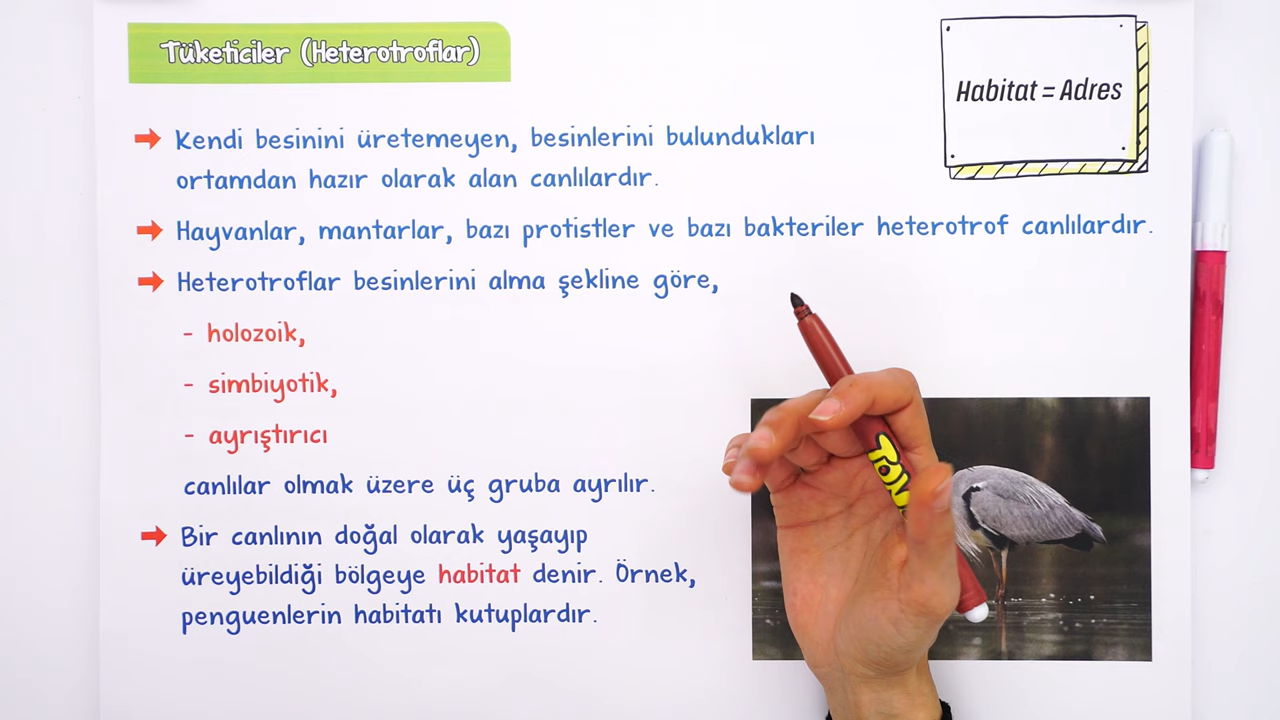 Tüketiciler (Heterotroflar)
Habitat = Adres
Kendi besinini üretemeyen, besinlerini bulundukları
ortamdan hazır olarak alan canlılardır.
Hayvanlar, mantarlar, bazı protistler ve bazı bakteriler heterotrof canlılardır.
Heterotroflar besinlerini alma şekline göre,
- holozoik,
- simbiyotik,
- ayrıştırıcı
canlılar olmak üzere üç gruba ayrılır.
Bir canlının doğal olarak yaşayıp
üreyebildiği bölgeye habitat denir. Örnek,
penguenlerin habitatı kutuplardır.